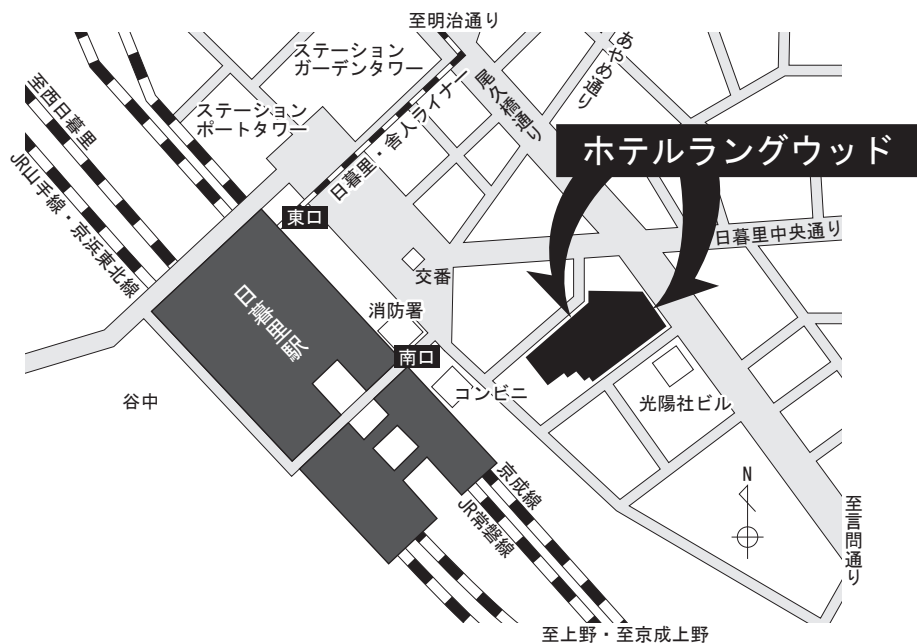 至明治通り
ステーション
ガーデンタワー
あやめ通り
尾久橋通り
至西日暮里
ステーション
ポートタワー
日暮里・舎人ライナー
ホテルラングウッド
JR山手線・京浜東北線
東口
日暮里中央通り
交番
日暮里駅
消防署
南口
コンビニ
谷中
光陽社ビル
N
京成線
JR常磐線
至言問通り
至上野・至京成上野